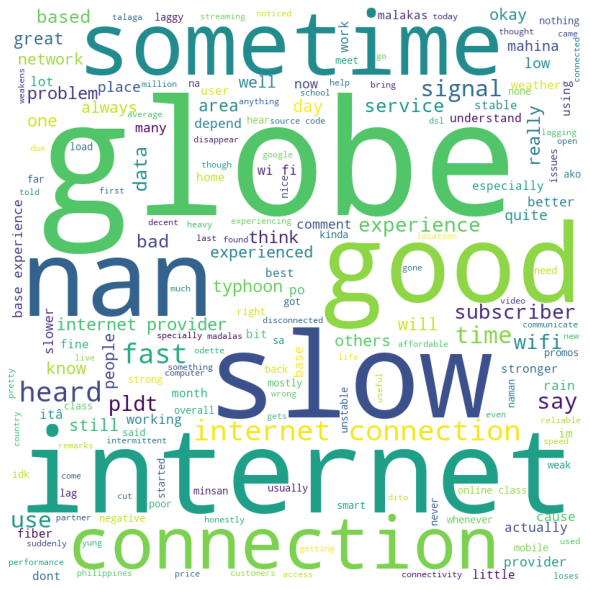 sometime
globe
nan
good
slow
internet
connection
internet connection
based
talaga
laggy
streaming
noticed
malakas
today
thought
nothing
great
okay
came
connected
weakens
network
work
meet
go
mahina
low
lot
million
na
help
bring
none
problem
place
well
now
user
signal
weather
using
area
day
service
stable
one
always
anything
school
dsl
lagging
average
hear
source code
understand
really
many
depend
disappear
data
due
load
though
google
open
issues
ako
told
first
home
wi fi
nice
especially
far
experiencing
better
decent
heavy
comment
kinda
experience
quite
bad
last
found
think
location
base experience
experienced
gone
need
best
much
typhoon
po
got
video
communicate
slower
right
disconnected
subscriber
internet provider
will
time
wifi
affordable
new
fine
bit
sa
others
promos
specially
madalas
something
back
stronger
live
fast
odette
base
life
useful
know
people
strong
computer
mostly
wrong
naman
rain
pretty
heard
month
gets
unstable
even
say
class
pldt
overall
reliable
itâ
country
still
working
im
speed
remarks
said
idk
intermittent
weak
come
lag
started
minsan
usually
smart
never
online class
use
cut
poor
dito
whenever
cause
partner
negative
honestly
actually
fiber
mobile
used
suddenly
yung
getting
provider
performance
dont
philippines
price
customers
access
connectivity
little
loses